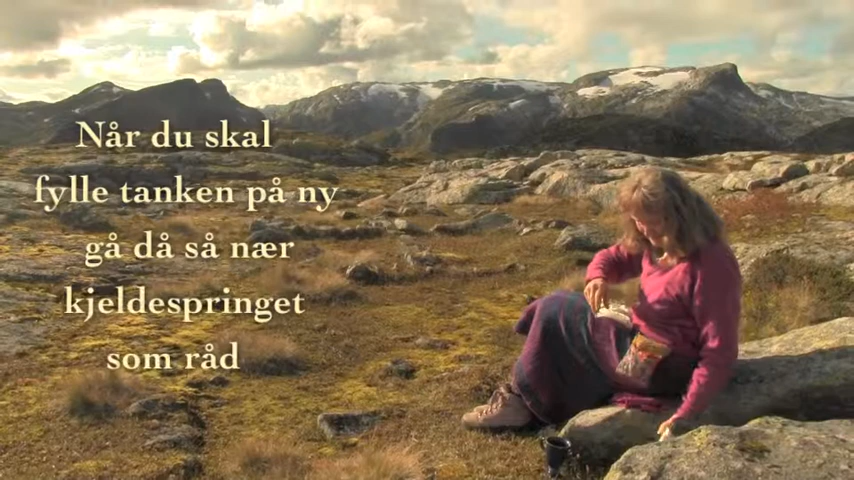 Når du skal
fylle tanken på ny
gå då så nær
kjeldespringet
som råd